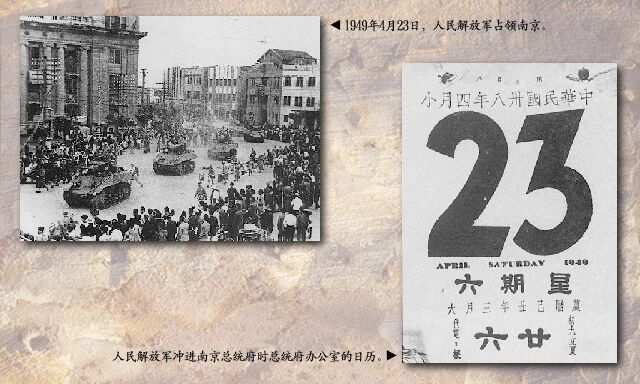 ◀ 1949年4月23日，人民解放军占领南京。
小月四年八卅國民華中
23
APRIL SATURDAY 1949
六期星
六廿
人民解放军冲进南京总统府时总统府办公室的日历。▶